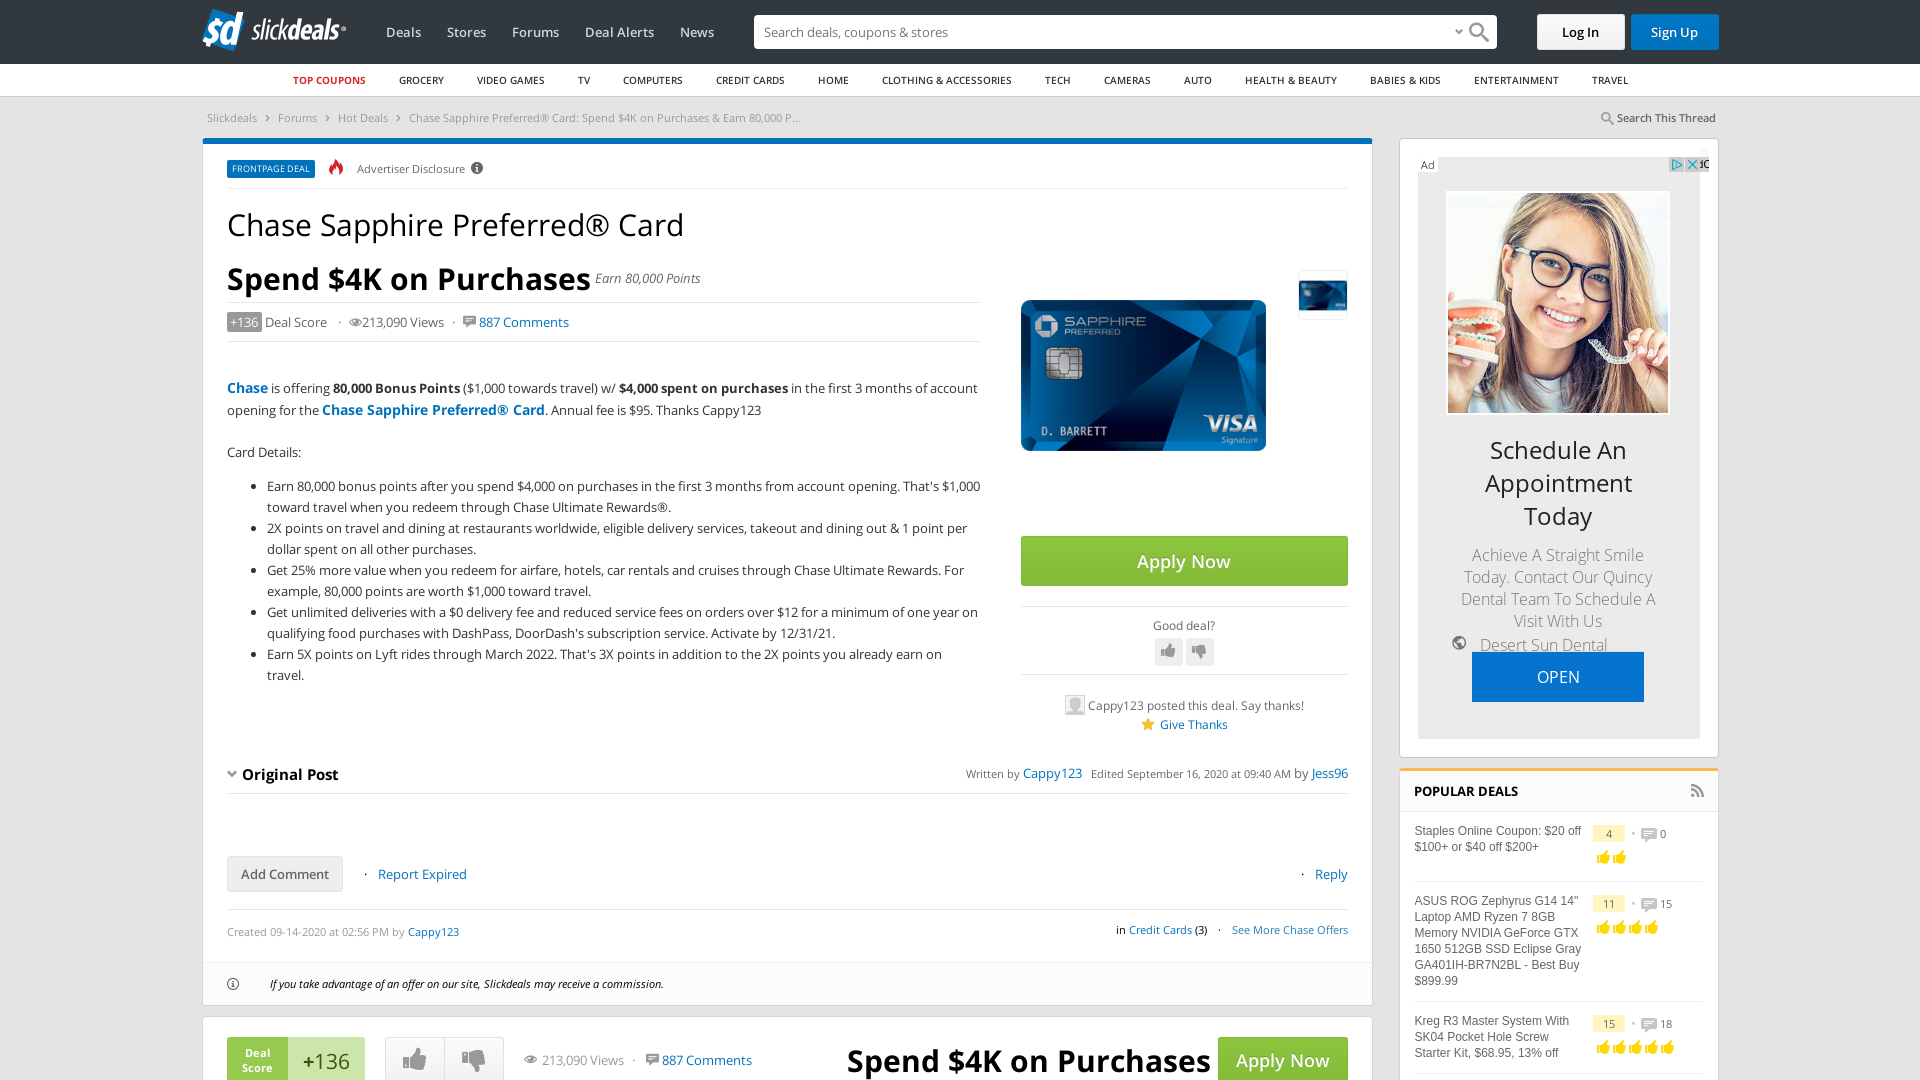 slickdeals
Deals
Stores
Forums
Deal Alerts
News
Search deals, coupons & stores
Log In
Sign Up
TOP COUPONS
GROCERY
VIDEO GAMES
TV
COMPUTERS
CREDIT CARDS
HOME
CLOTHING & ACCESSORIES
TECH
CAMERAS
AUTO
HEALTH & BEAUTY
BABIES & KIDS
ENTERTAINMENT
TRAVEL
Slickdeals › Forums › Hot Deals › Chase Sapphire Preferred® Card: Spend $4K on Purchases & Earn 80,000 P...
Search This Thread
FRONTPAGE DEAL
Advertiser Disclosure
Chase Sapphire Preferred® Card
Spend $4K on Purchases Earn 80,000 Points
+136 Deal Score · 213,090 Views · 887 Comments
Chase is offering 80,000 Bonus Points ($1,000 towards travel) w/ $4,000 spent on purchases in the first 3 months of account
opening for the Chase Sapphire Preferred® Card. Annual fee is $95. Thanks Cappy123
Card Details:
Earn 80,000 bonus points after you spend $4,000 on purchases in the first 3 months from account opening. That's $1,000
toward travel when you redeem through Chase Ultimate Rewards®.
2X points on travel and dining at restaurants worldwide, eligible delivery services, takeout and dining out & 1 point per
dollar spent on all other purchases.
Get 25% more value when you redeem for airfare, hotels, car rentals and cruises through Chase Ultimate Rewards. For
example, 80,000 points are worth $1,000 toward travel.
Get unlimited deliveries with a $0 delivery fee and reduced service fees on orders over $12 for a minimum of one year on
qualifying food purchases with DashPass, DoorDash's subscription service. Activate by 12/31/21.
Earn 5X points on Lyft rides through March 2022. That's 3X points in addition to the 2X points you already earn on
travel.
SAPPHIRE
PREFERRED
D. BARRETT
VISA
Signature
Apply Now
Good deal?
Cappy123 posted this deal. Say thanks!
Give Thanks
Original Post
Written by Cappy123 Edited September 16, 2020 at 09:40 AM by Jess96
Add Comment
· Report Expired
· Reply
Created 09-14-2020 at 02:56 PM by Cappy123
in Credit Cards (3) · See More Chase Offers
If you take advantage of an offer on our site, Slickdeals may receive a commission.
Deal
Score
+136
213,090 Views · 887 Comments
Spend $4K on Purchases
Apply Now
Ad
Schedule An
Appointment
Today
Achieve A Straight Smile
Today. Contact Our Quincy
Dental Team To Schedule A
Visit With Us
Desert Sun Dental
OPEN
POPULAR DEALS
Staples Online Coupon: $20 off
$100+ or $40 off $200+
4 • 0
ASUS ROG Zephyrus G14 14"
Laptop AMD Ryzen 7 8GB
Memory NVIDIA GeForce GTX
1650 512GB SSD Eclipse Gray
GA401IH-BR7N2BL - Best Buy
$899.99
11 • 15
Kreg R3 Master System With
SK04 Pocket Hole Screw
Starter Kit, $68.95, 13% off
15 • 18